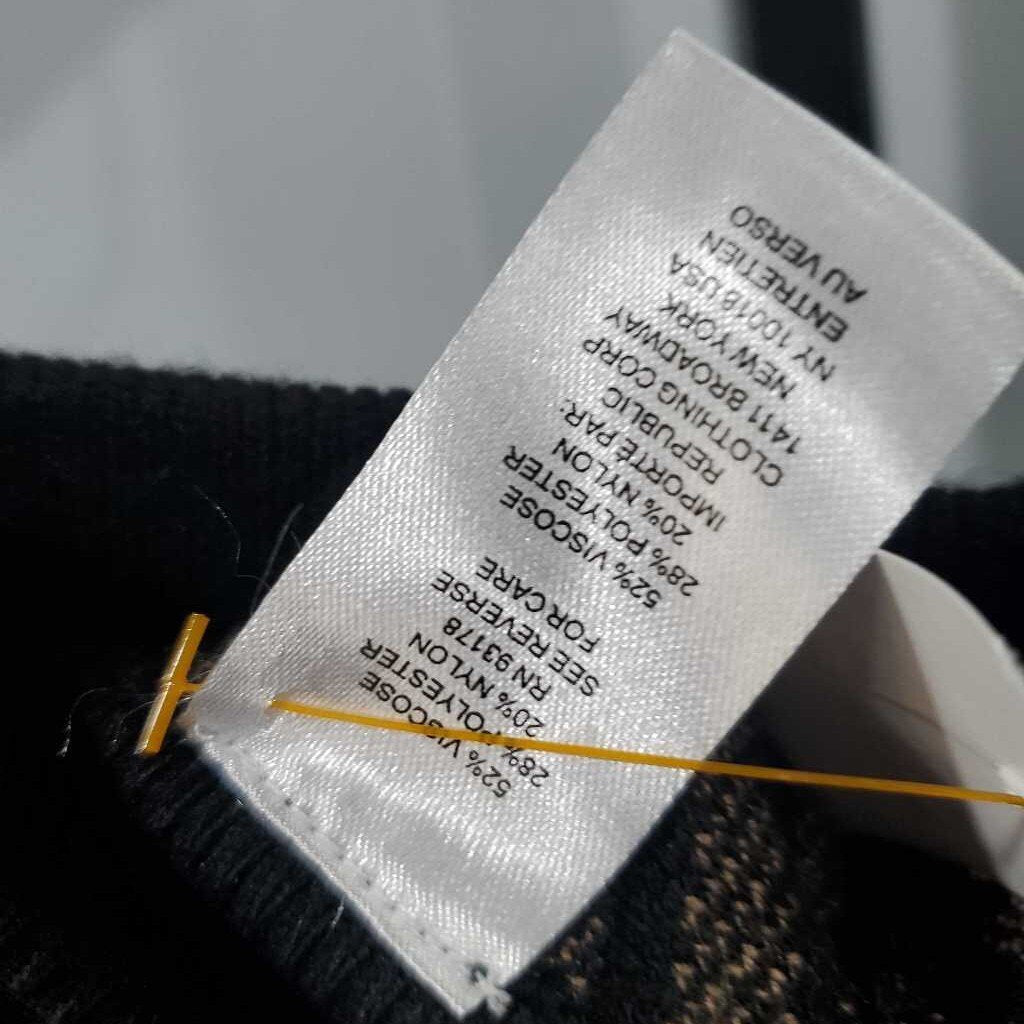 52% VISCOSE
28% POLYESTER
20% NYLON
RN 93178
SEE REVERSE
FOR CARE
52% VISCOSE
28% POLYESTER
20% NYLON
IMPORTÉ PAR:
REPUBLIC
CLOTHING CORP
1411 BROADWAY
NEW YORK
NY 10018 USA
ENTRETIEN
AU VERSO